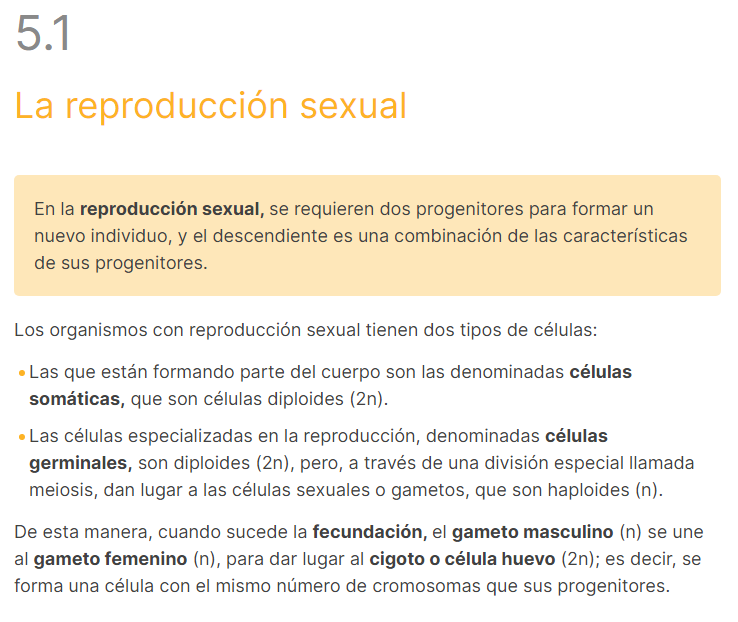 5.1
La reproducción sexual
En la reproducción sexual, se requieren dos progenitores para formar un
nuevo individuo, y el descendiente es una combinación de las características
de sus progenitores.
Los organismos con reproducción sexual tienen dos tipos de células:
• Las que están formando parte del cuerpo son las denominadas células
somáticas, que son células diploides (2n).
• Las células especializadas en la reproducción, denominadas células
germinales, son diploides (2n), pero, a través de una división especial llamada
meiosis, dan lugar a las células sexuales o gametos, que son haploides (n).
De esta manera, cuando sucede la fecundación, el gameto masculino (n) se une
al gameto femenino (n), para dar lugar al cigoto o célula huevo (2n); es decir, se
forma una célula con el mismo número de cromosomas que sus progenitores.